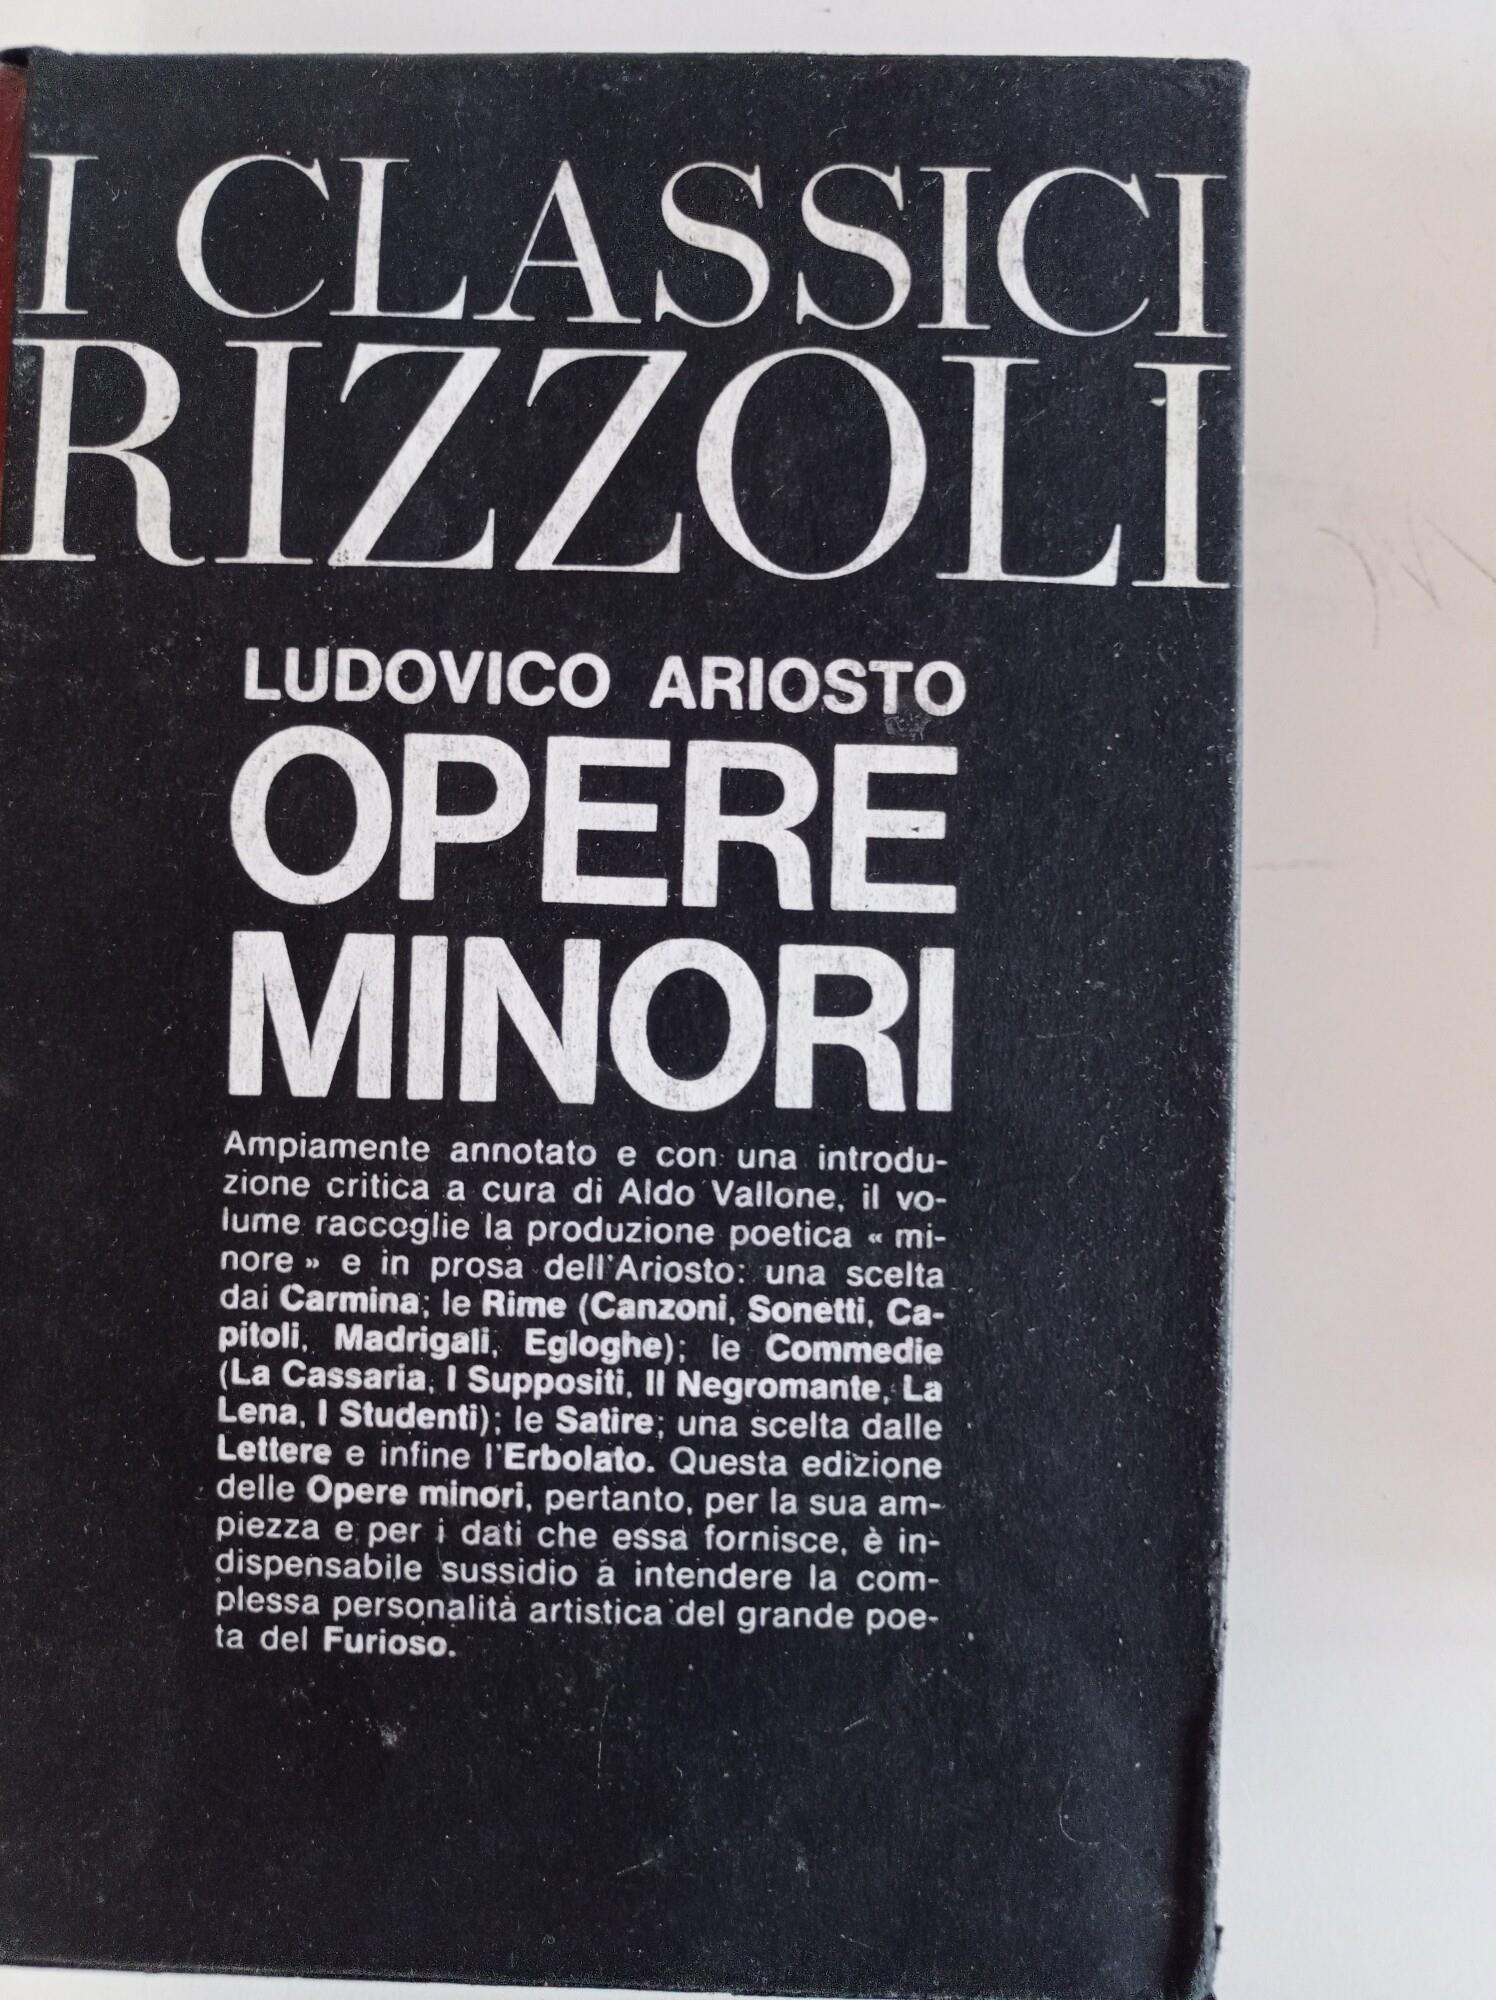 I CLASSICI
RIZZOLI
LUDOVICO ARIOSTO
OPERE
MINORI
Ampiamente annotato e con una introdu-
zione critica a cura di Aldo Vallone, il vo-
lume raccoglie la produzione poetica « mi-
nore » e in prosa dell'Ariosto: una scelta
dai Carmina; le Rime (Canzoni, Sonetti, Ca-
pitoli, Madrigali, Egloghe); le Commedie
(La Cassaria, I Suppositi, Il Negromante, La
Lena, I Studenti); le Satire; una scelta dalle
Lettere e infine l'Erbolato. Questa edizione
delle Opere minori, pertanto, per la sua am-
piezza e per i dati che essa fornisce, è in-
dispensabile sussidio a intendere la com-
plessa personalità artistica del grande poe-
ta del Furioso.